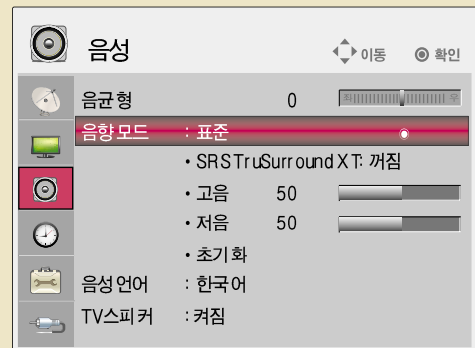 음성 이동 확인
음균형 0 좌 우
음향모드 : 표준
• SRS TruSurround XT: 꺼짐
• 고음 50
• 저음 50
• 초기화
음성언어 : 한국어
TV스피커 : 켜짐